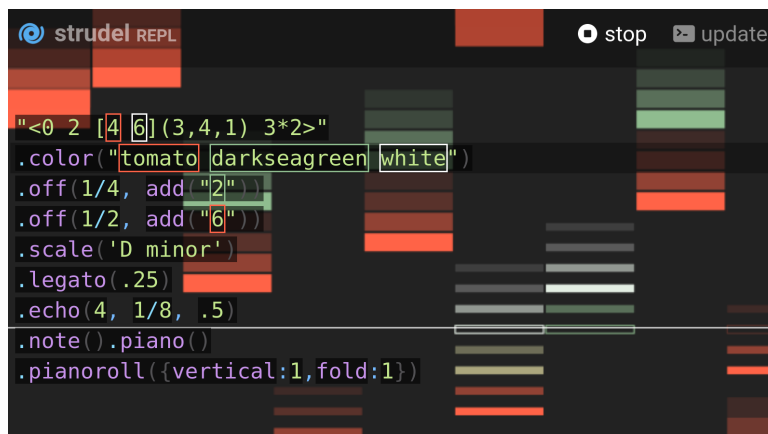 strudel REPL
stop
update
"<0 2 [4 6](3,4,1) 3*2>"
.color("tomato darkseagreen white")
.off(1/4, add("2"))
.off(1/2, add("6"))
.scale('D minor')
.legato(.25)
.echo(4, 1/8, .5)
.note().piano()
.pianoroll({vertical:1,fold:1})